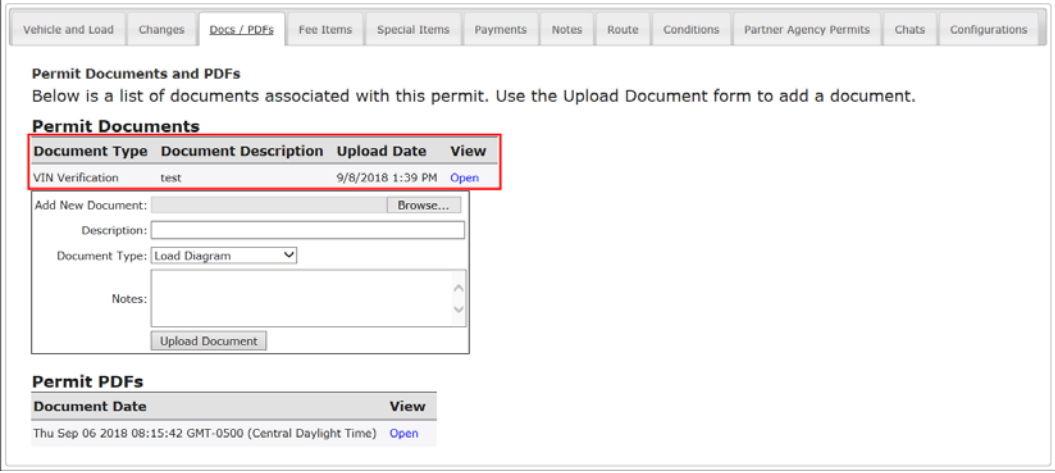 Vehicle and Load Changes Docs / PDFs Fee Items Special Items Payments Notes Route Conditions Partner Agency Permits Chats Configurations
Permit Documents and PDFs
Below is a list of documents associated with this permit. Use the Upload Document form to add a document.
Permit Documents
Document Type Document Description Upload Date View
VIN Verification test 9/8/2018 1:39 PM Open
Add New Document: Browse...
Description:
Document Type: Load Diagram
Notes:
Upload Document
Permit PDFs
Document Date View
Thu Sep 06 2018 08:15:42 GMT-0500 (Central Daylight Time) Open